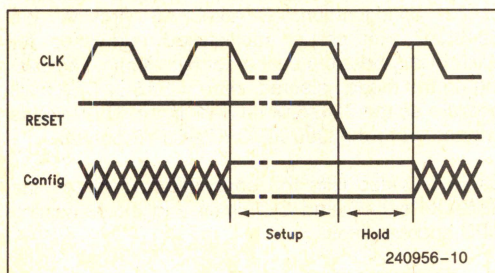 CLK
RESET
Config
Setup
Hold
240956-10